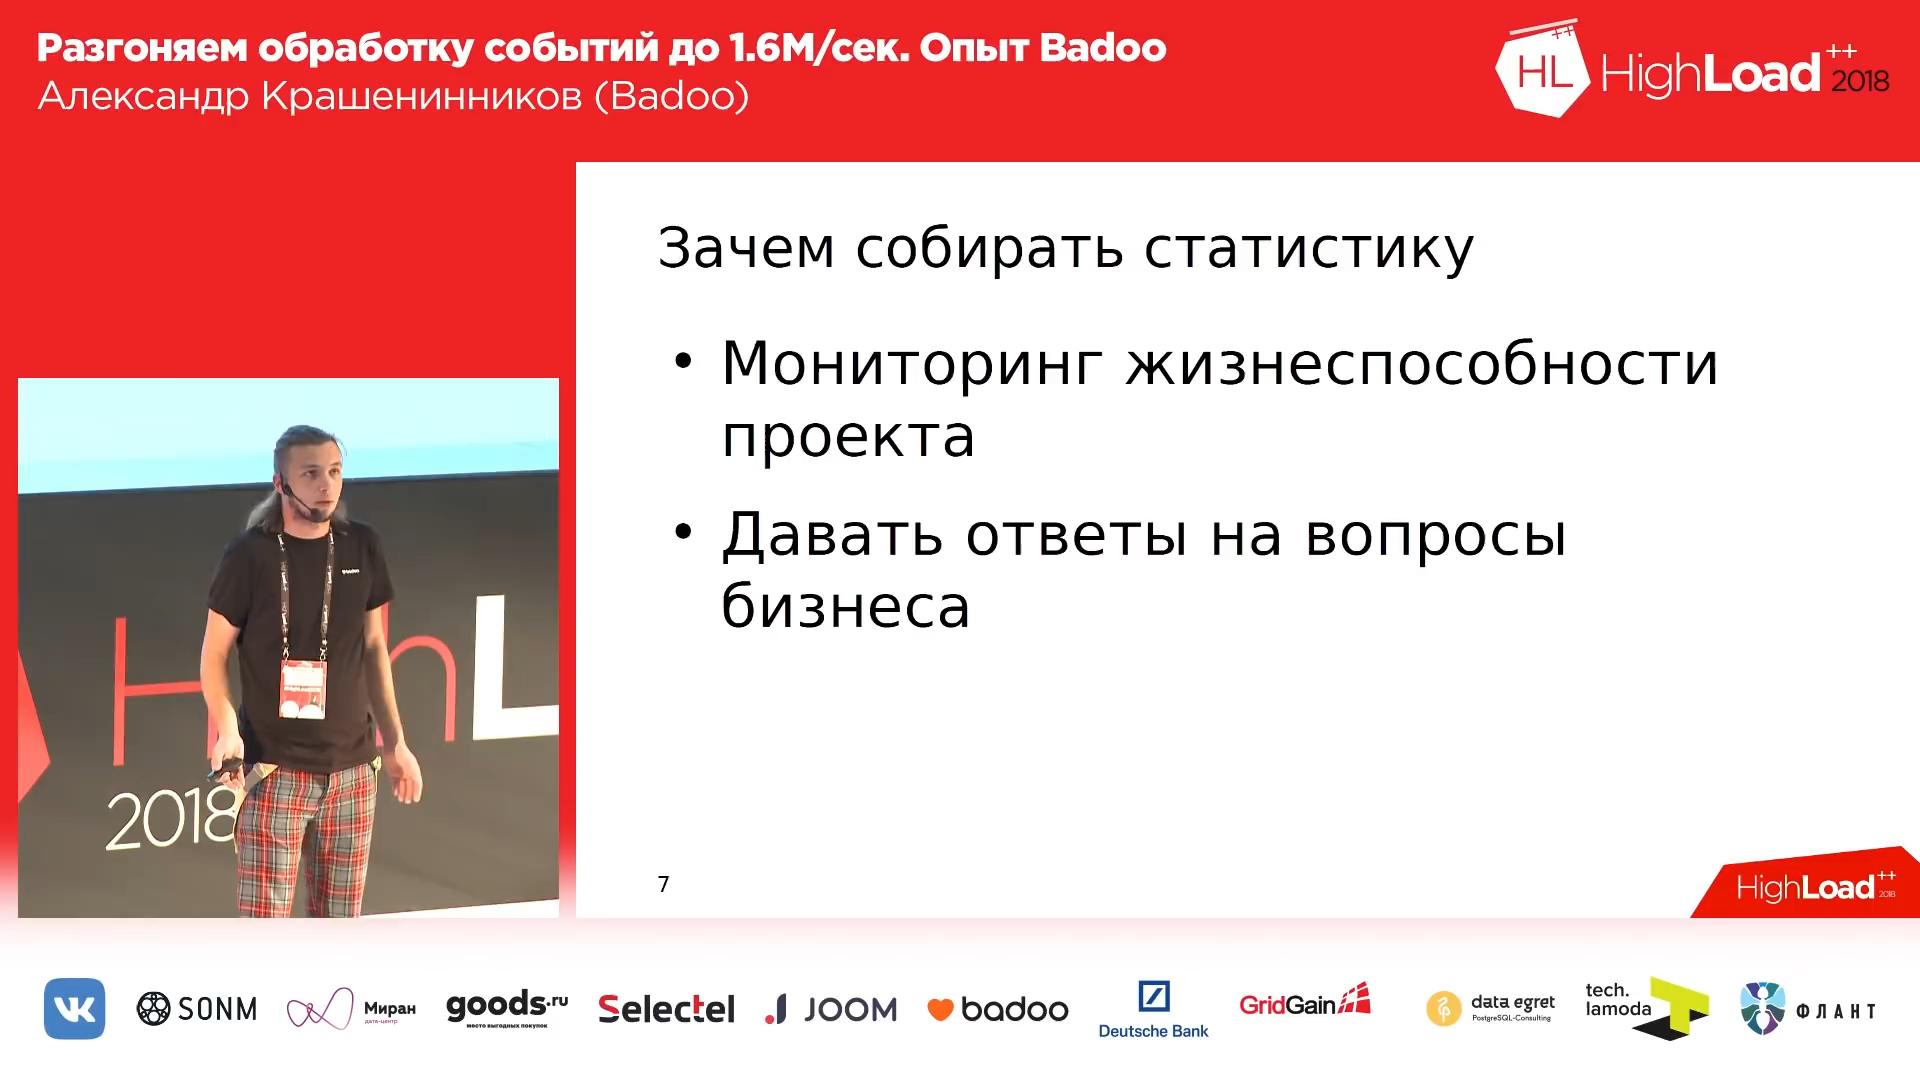 Разгоняем обработку событий до 1.6М/сек. Опыт Badoo
Александр Крашенинников (Badoo)
HL++
HighLoad++ 2018
Зачем собирать статистику
• Мониторинг жизнеспособности
проекта
• Давать ответы на вопросы
бизнеса
7
HighLoad++ 2018
H h L
2018
SONM
Миран
дата-центр
goods.ru
место выгодных покупок
Selectel
JOOM
badoo
Deutsche Bank
GridGain
data egret
PostgreSQL-Consulting
tech.
lamoda
ФЛАНТ